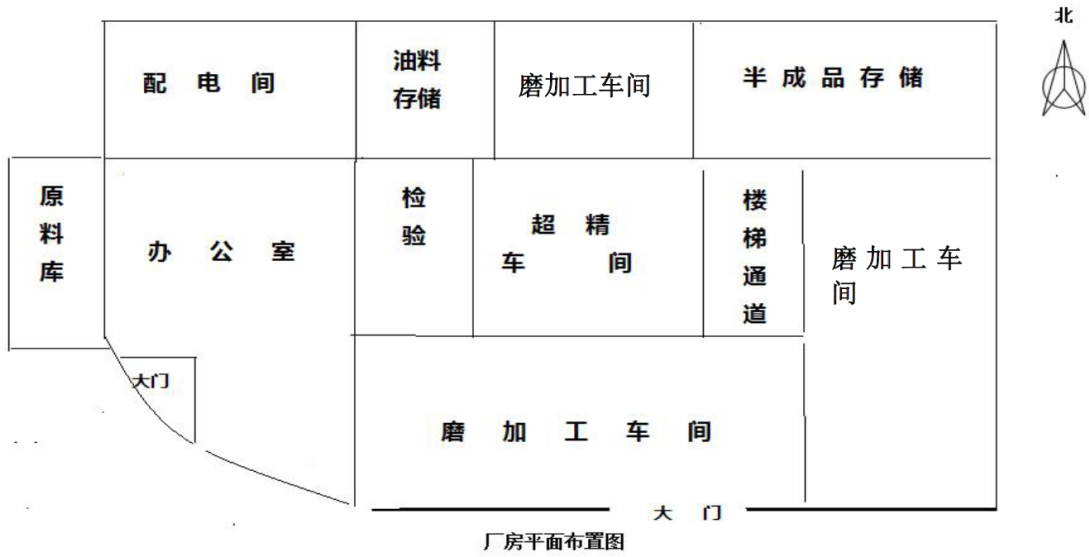 北
配电间
油料
存储
磨加工车间
半成品存储
原
料
库
办公室
检
验
超精
车间
楼
梯
通
道
磨加工车
间
大门
磨加工车间
大门
厂房平面布置图